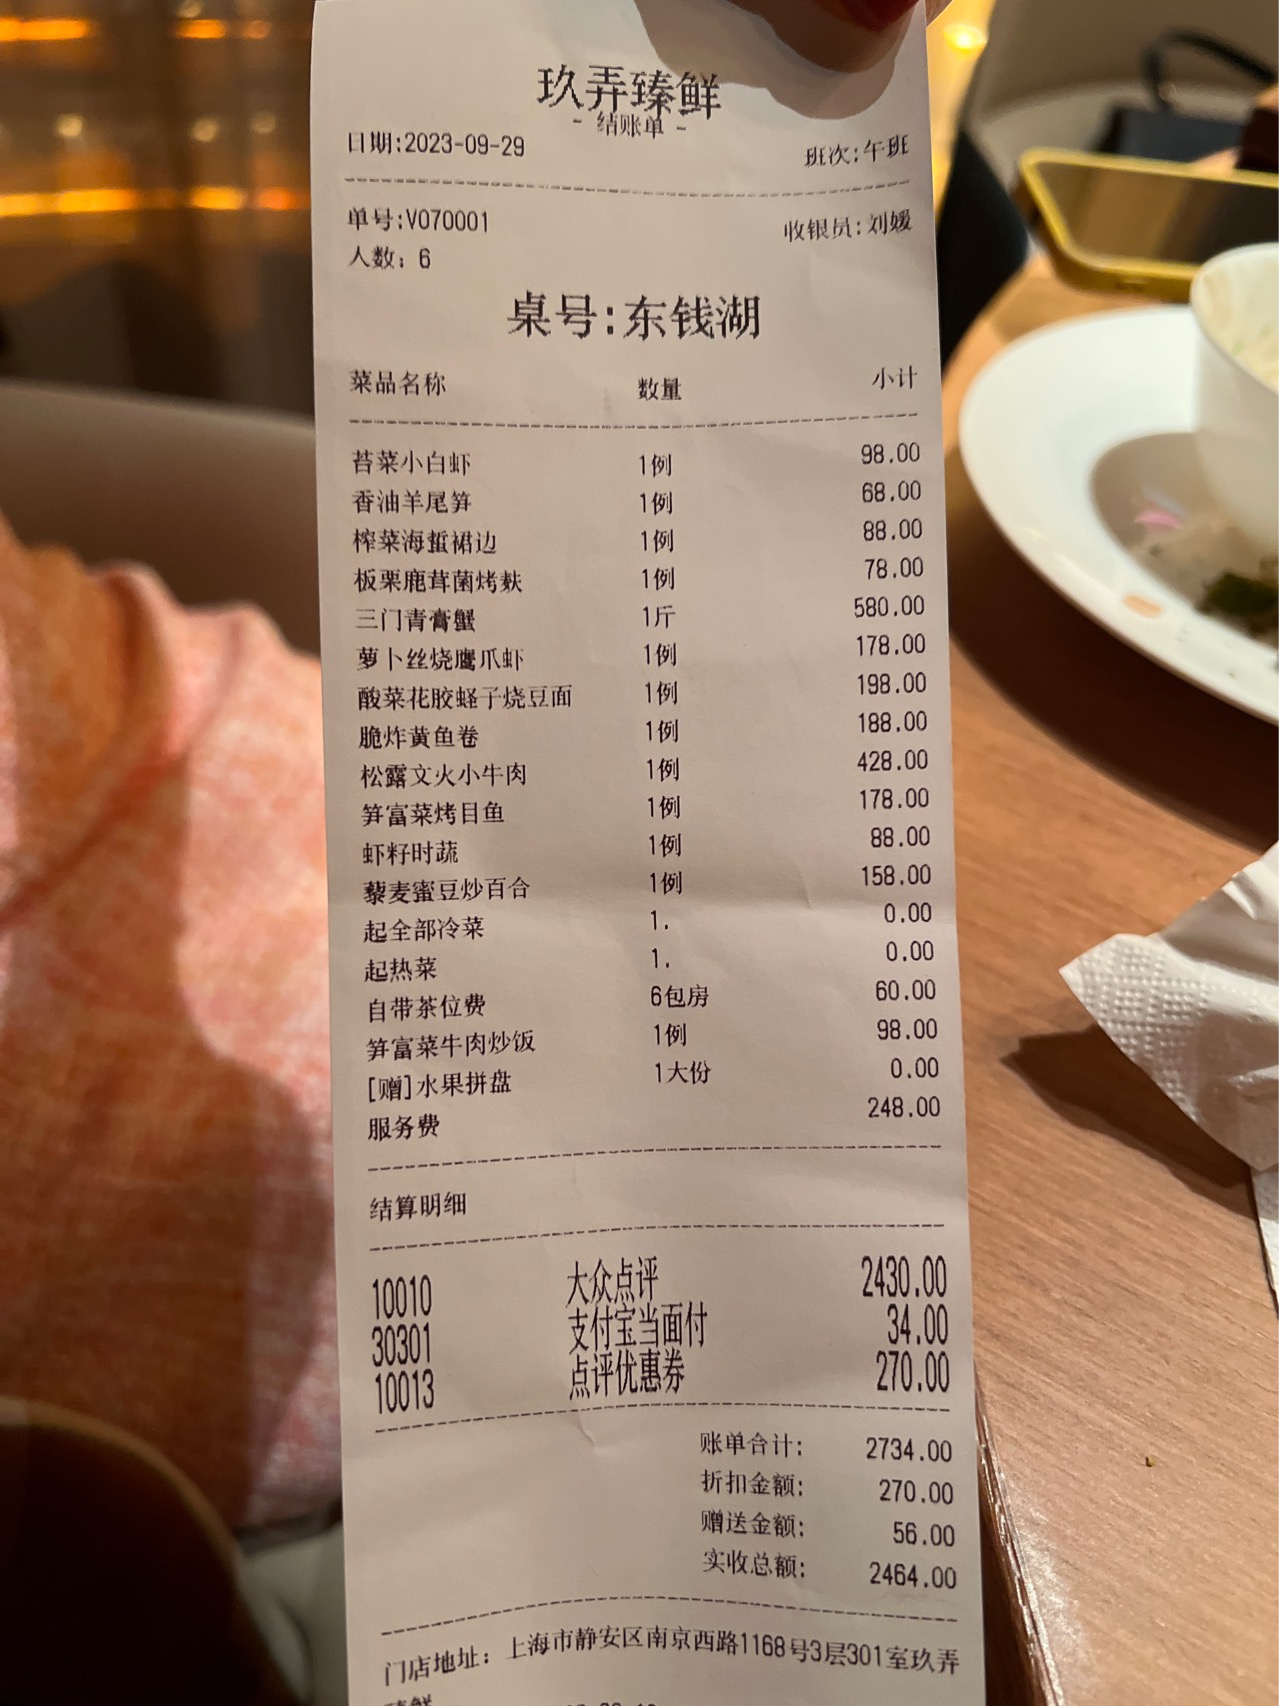 玖弄臻鲜
- 结账单 -
日期:2023-09-29 班次:午班
单号:V070001 收银员:刘媛
人数: 6
桌号:东钱湖
菜品名称 数量 小计
苔菜小白虾 1例 98.00
香油羊尾笋 1例 68.00
榨菜海蜇裙边 1例 88.00
板栗鹿茸菌烤麸 1例 78.00
三门青膏蟹 1斤 580.00
萝卜丝烧鹰爪虾 1例 178.00
酸菜花胶蛏子烧豆面 1例 198.00
脆炸黄鱼卷 1例 188.00
松露文火小牛肉 1例 428.00
笋富菜烤目鱼 1例 178.00
虾籽时蔬 1例 88.00
藜麦蜜豆炒百合 1例 158.00
起全部冷菜 1. 0.00
起热菜 1. 0.00
自带茶位费 6包房 60.00
笋富菜牛肉炒饭 1例 98.00
[赠]水果拼盘 1大份 0.00
服务费 248.00
结算明细
10010 大众点评 2430.00
30301 支付宝当面付 34.00
10013 点评优惠券 270.00
账单合计: 2734.00
折扣金额: 270.00
赠送金额: 56.00
实收总额: 2464.00
门店地址: 上海市静安区南京西路1168号3层301室玖弄
臻鲜